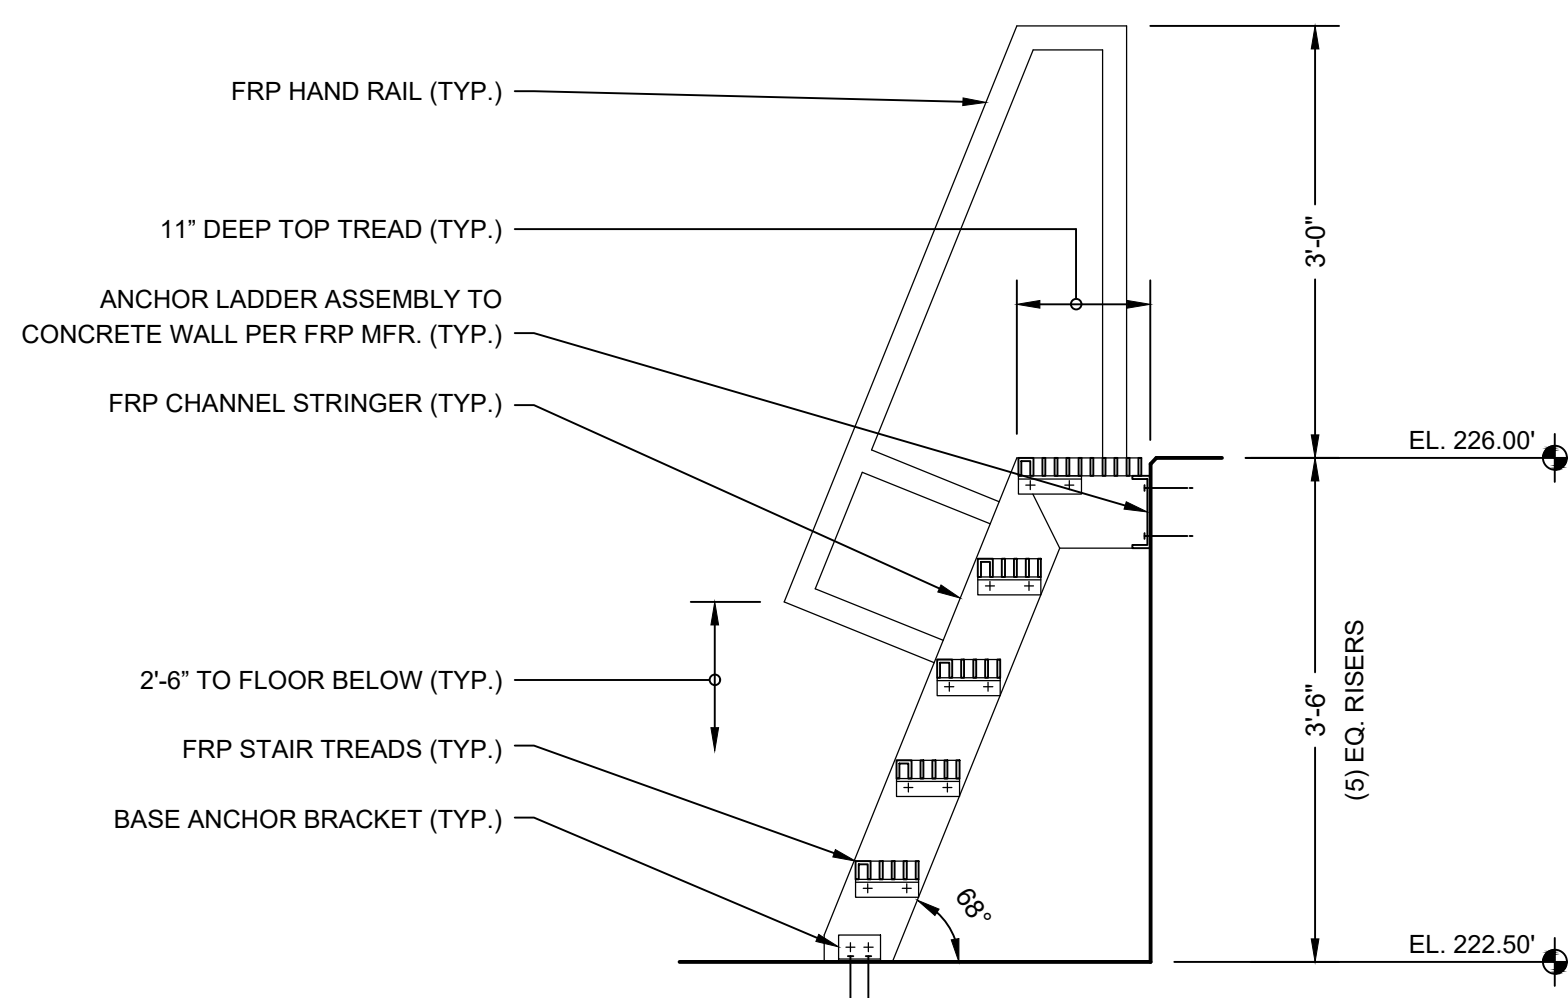 FRP HAND RAIL (TYP.)
11” DEEP TOP TREAD (TYP.)
ANCHOR LADDER ASSEMBLY TO
CONCRETE WALL PER FRP MFR. (TYP.)
FRP CHANNEL STRINGER (TYP.)
2'-6” TO FLOOR BELOW (TYP.)
FRP STAIR TREADS (TYP.)
BASE ANCHOR BRACKET (TYP.)
68°
3'-0"
3'-6"
(5) EQ. RISERS
EL. 226.00'
EL. 222.50'